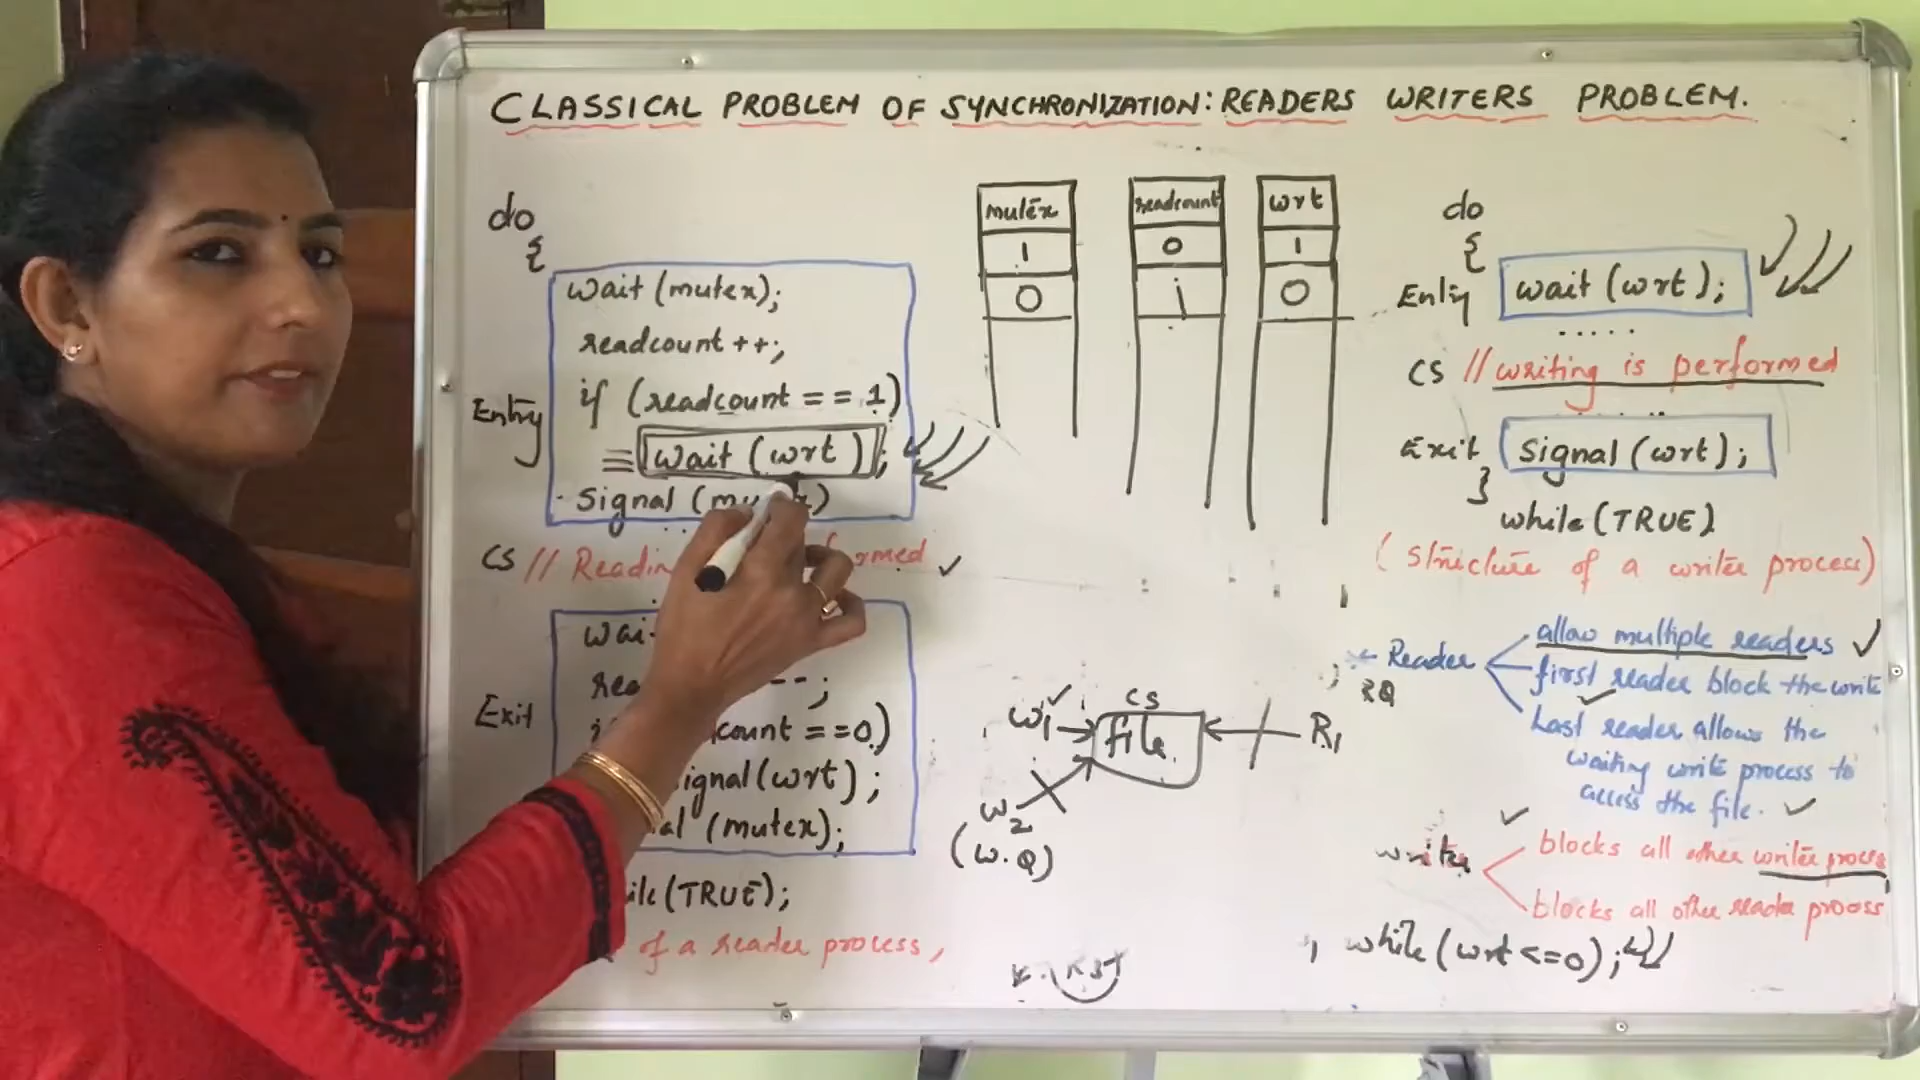 CLASSICAL PROBLEM OF SYNCHRONIZATION: READERS WRITERS PROBLEM.
do
{
Entry
wait (mutex);
readcount ++;
if (readcount == 1)
wait (wrt);
signal (
)
CS // Reading
Exit
--;
count ==0)
signal(wrt);
(mutex);
(TRUE);
of a reader process,
mutex
1
0
readcount
0
1
wrt
1
0
do
{
Entry wait (wrt);
.....
CS // writing is performed
Exit signal (wrt);
}
while(TRUE)
(structure of a writer process)
Reader
RQ
allow multiple readers ✓
first reader block the write
✓
Last reader allows the
waiting write process to
access the file. ✓
writer
blocks all other writer process
blocks all other reader process
while (wrt <=0);
W1 ✓
CS
file
R1
W2
(W.Q)